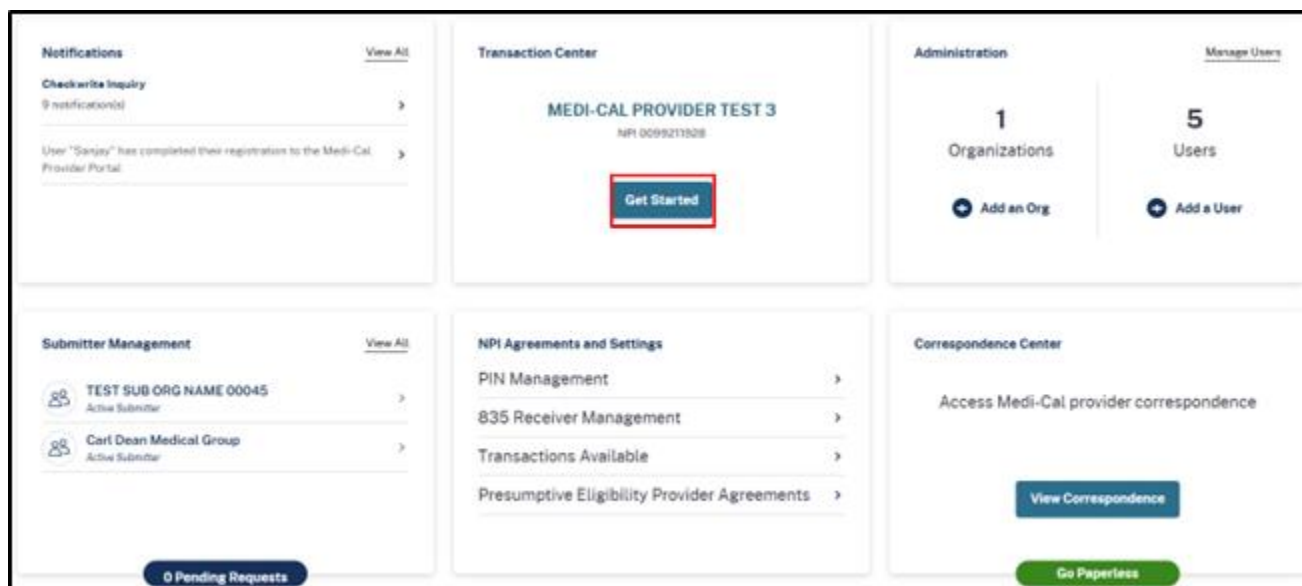 Notifications
View All
Checkwrite Inquiry
9 notification(s)
User "Sanjay" has completed their registration to the Medi-Cal
Provider Portal
Transaction Center
MEDI-CAL PROVIDER TEST 3
NPI 0099211928
Get Started
Administration
Manage Users
1
Organizations
Add an Org
5
Users
Add a User
Submitter Management
View All
TEST SUB ORG NAME 00045
Active Submitter
Carl Dean Medical Group
Active Submitter
0 Pending Requests
NPI Agreements and Settings
PIN Management
835 Receiver Management
Transactions Available
Presumptive Eligibility Provider Agreements
Correspondence Center
Access Medi-Cal provider correspondence
View Correspondence
Go Paperless